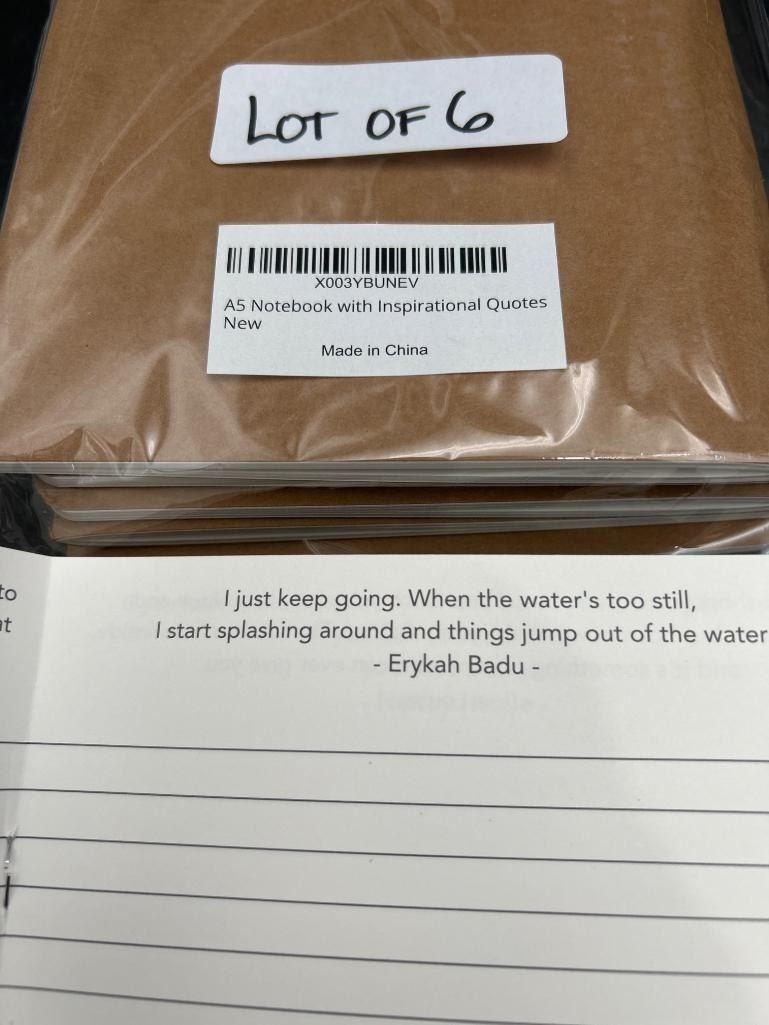 LOT OF 6
X003YBUNEV
A5 Notebook with Inspirational Quotes
New
Made in China
to
I just keep going. When the water's too still,
I start splashing around and things jump out of the water
- Erykah Badu -